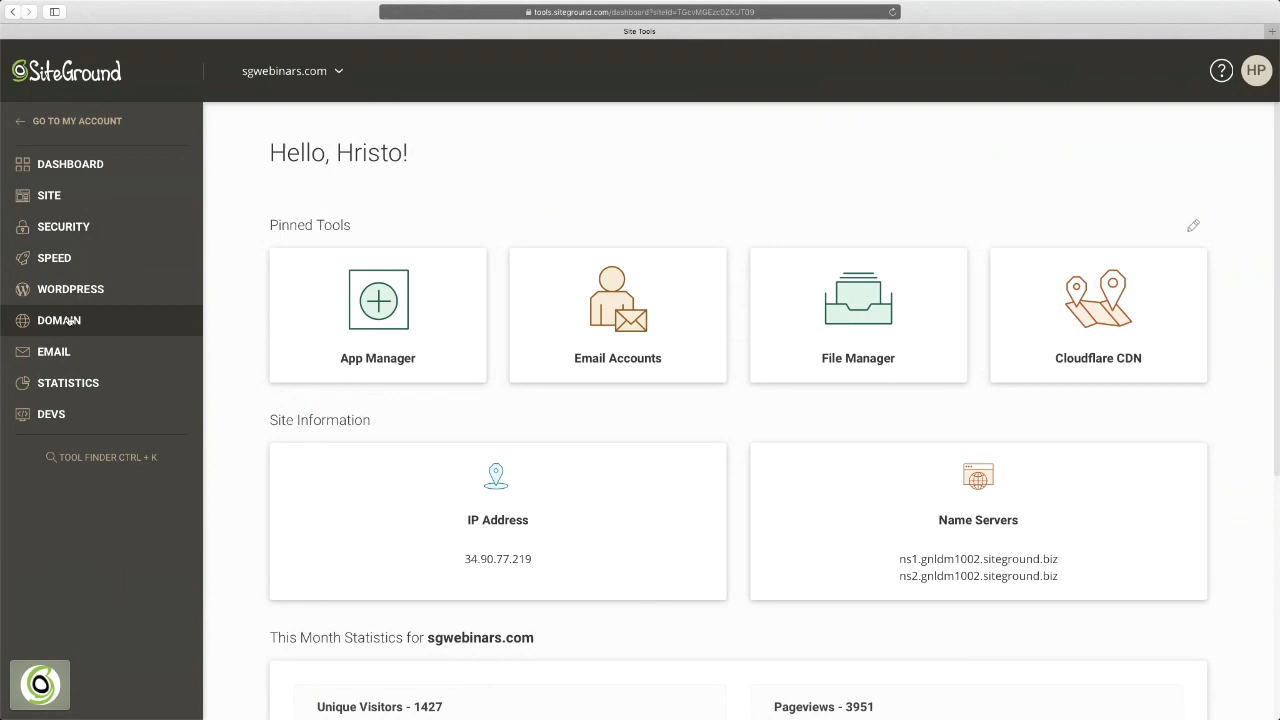 tools.siteground.com/dashboard?siteId=TGcvMGEzc0ZKUT09
Site Tools
SiteGround
sgwebinars.com
?
HP
GO TO MY ACCOUNT
DASHBOARD
SITE
SECURITY
SPEED
WORDPRESS
DOMAIN
EMAIL
STATISTICS
DEVS
TOOL FINDER CTRL + K
Hello, Hristo!
Pinned Tools
App Manager
Email Accounts
File Manager
Cloudflare CDN
Site Information
IP Address
34.90.77.219
Name Servers
ns1.gnldm1002.siteground.biz
ns2.gnldm1002.siteground.biz
This Month Statistics for sgwebinars.com
Unique Visitors - 1427
Pageviews - 3951